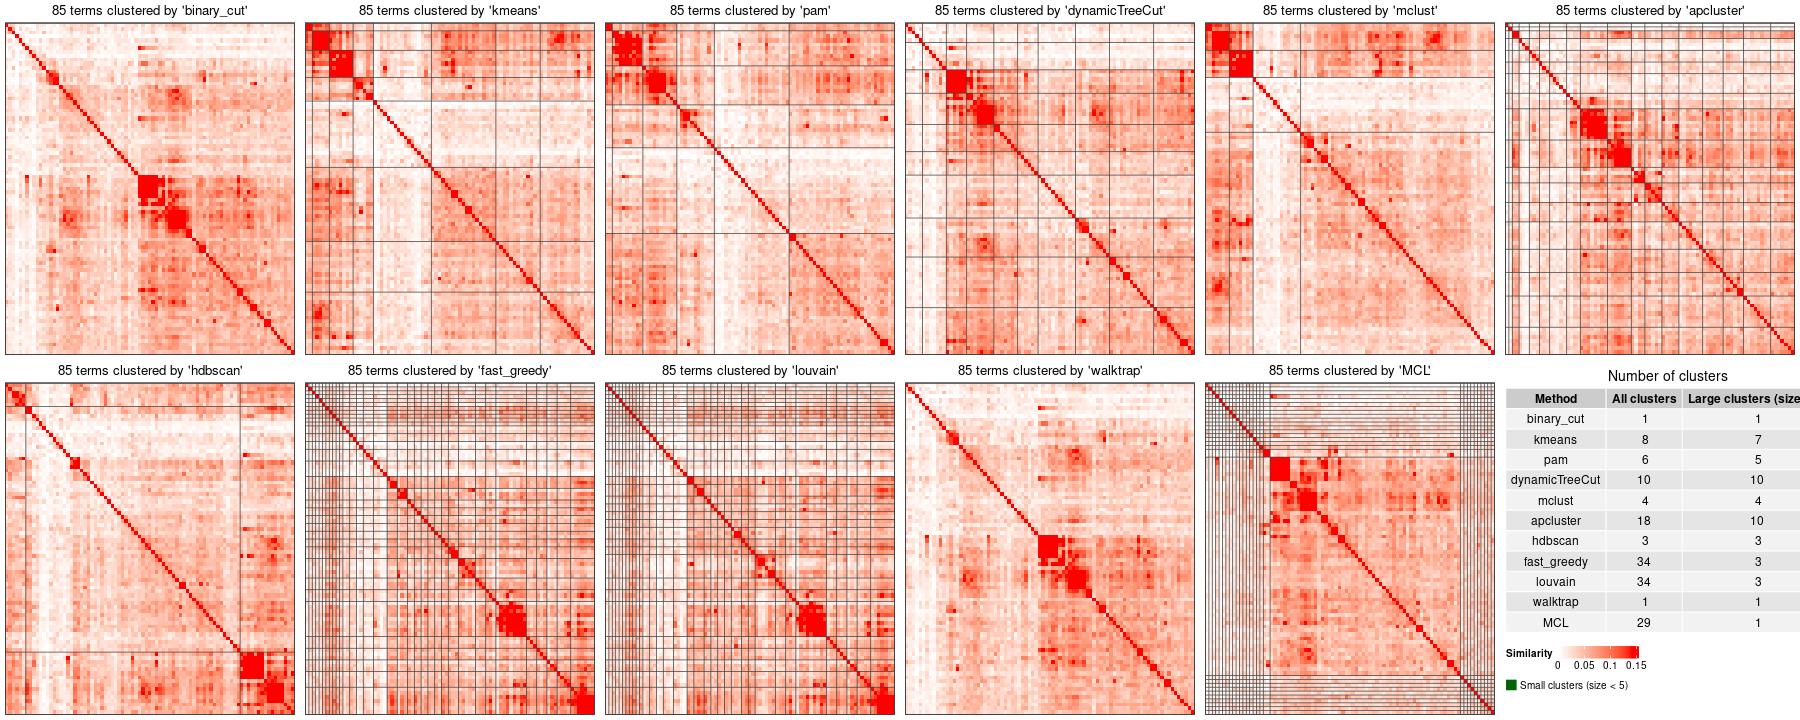 85 terms clustered by 'binary_cut'
85 terms clustered by 'kmeans'
85 terms clustered by 'pam'
85 terms clustered by 'dynamicTreeCut'
85 terms clustered by 'mclust'
85 terms clustered by 'apcluster'
85 terms clustered by 'hdbscan'
85 terms clustered by 'fast_greedy'
85 terms clustered by 'louvain'
85 terms clustered by 'walktrap'
85 terms clustered by 'MCL'
Number of clusters
Method All clusters Large clusters (size
binary_cut 1 1
kmeans 8 7
pam 6 5
dynamicTreeCut 10 10
mclust 4 4
apcluster 18 10
hdbscan 3 3
fast_greedy 34 3
louvain 34 3
walktrap 1 1
MCL 29 1
Similarity
0 0.05 0.1 0.15
Small clusters (size < 5)